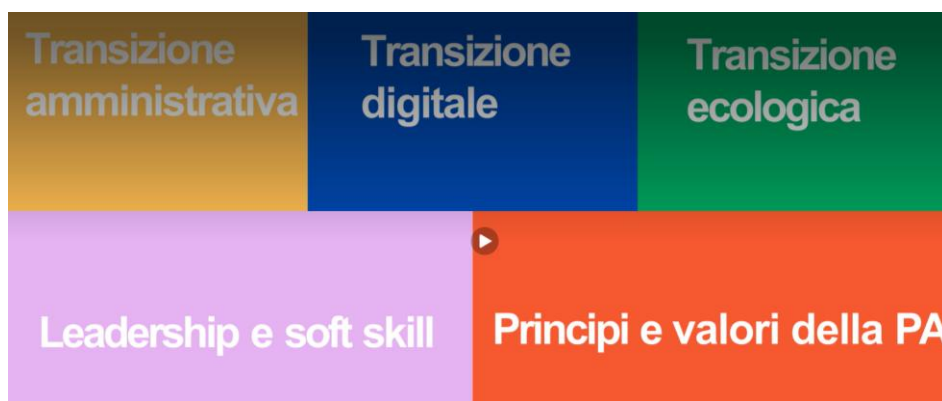 Transizione
amministrativa
Transizione
digitale
Transizione
ecologica
Leadership e soft skill
Principi e valori della PA